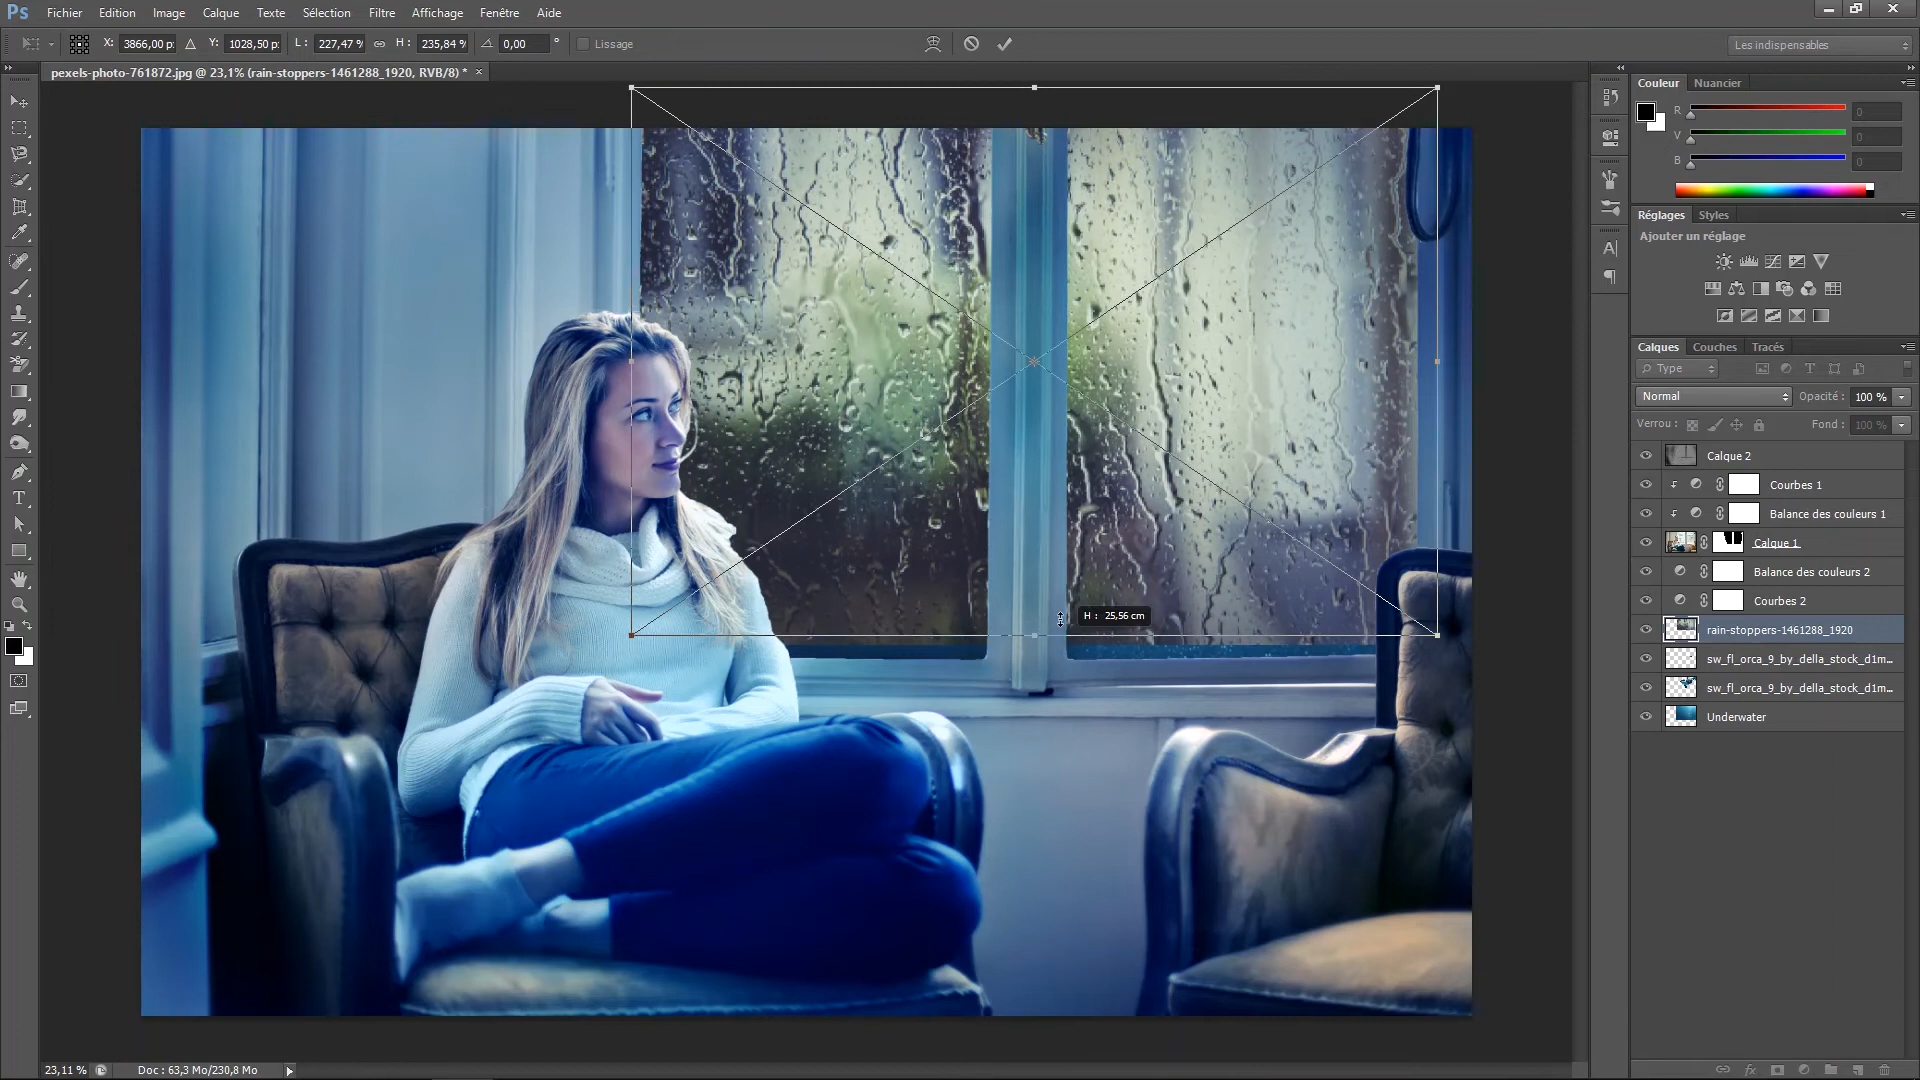 Ps Fichier Edition Image Calque Texte Sélection Filtre Affichage Fenêtre Aide
X: 3866,00 p: Y: 1028,50 p: L: 227,47 % H: 235,84 % 0,00 ° Lissage Les indispensables
pexels-photo-761872.jpg @ 23,1% (rain-stoppers-1461288_1920, RVB/8) * ×
Couleur Nuancier
R 0
V 0
B 0
Réglages Styles
Ajouter un réglage
Calques Couches Tracés
Type
Normal Opacité : 100 %
Verrou : Fond : 100 %
Calque 2
Courbes 1
Balance des couleurs 1
Calque 1
Balance des couleurs 2
Courbes 2
rain-stoppers-1461288_1920
sw_fl_orca_9_by_della_stock_d1m...
sw_fl_orca_9_by_della_stock_d1m...
Underwater
H : 25,56 cm
23,11 % Doc : 63,3 Mo/230,8 Mo